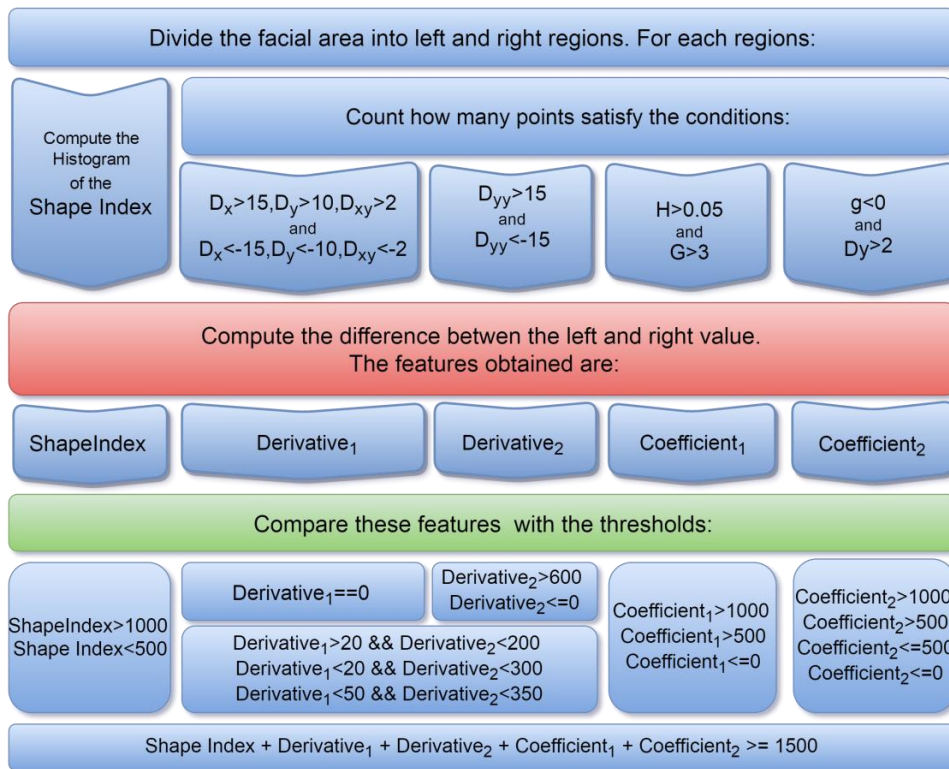 Divide the facial area into left and right regions. For each regions:
Compute the
Histogram
of the
Shape Index
Count how many points satisfy the conditions:
Dₓ>15,Dᵧ>10,Dₓᵧ>2
and
Dₓ<-15,Dᵧ<-10,Dₓᵧ<-2
Dᵧᵧ>15
and
Dᵧᵧ<-15
H>0.05
and
G>3
g<0
and
Dy>2
Compute the difference betwen the left and right value.
The features obtained are:
ShapeIndex
Derivative₁
Derivative₂
Coefficient₁
Coefficient₂
Compare these features with the thresholds:
ShapeIndex>1000
Shape Index<500
Derivative₁==0
Derivative₂>600
Derivative₂<=0
Derivative₁>20 && Derivative₂<200
Derivative₁<20 && Derivative₂<300
Derivative₁<50 && Derivative₂<350
Coefficient₁>1000
Coefficient₁>500
Coefficient₁<=0
Coefficient₂>1000
Coefficient₂>500
Coefficient₂<=500
Coefficient₂<=0
Shape Index + Derivative₁ + Derivative₂ + Coefficient₁ + Coefficient₂ >= 1500